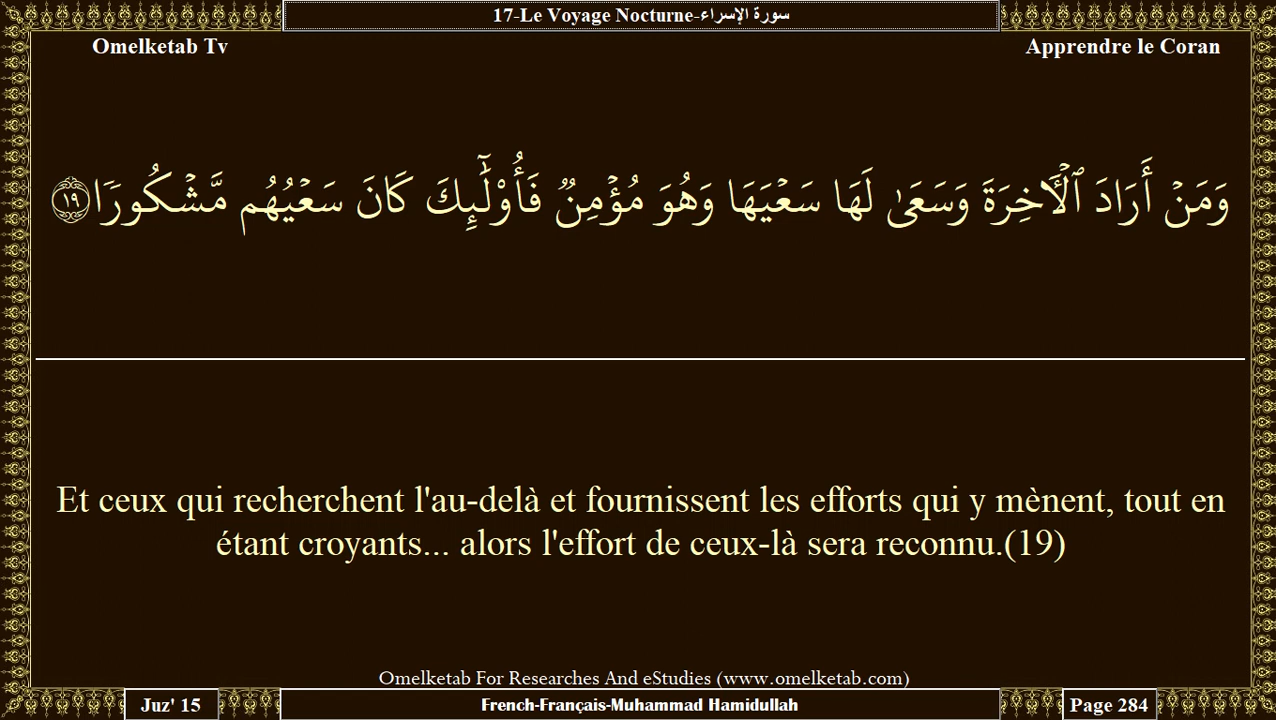 17-Le Voyage Nocturne-سورة الإسراء
Omelketab Tv
Apprendre le Coran
وَمَنۡ أَرَادَ ٱلۡأٓخِرَةَ وَسَعَىٰ لَهَا سَعۡيَهَا وَهُوَ مُؤۡمِنٞ فَأُوْلَٰٓئِكَ كَانَ سَعۡيُهُم مَّشۡكُورٗا ١٩
Et ceux qui recherchent l'au-delà et fournissent les efforts qui y mènent, tout en
étant croyants... alors l'effort de ceux-là sera reconnu.(19)
Omelketab For Researches And eStudies (www.omelketab.com)
Juz' 15
French-Français-Muhammad Hamidullah
Page 284